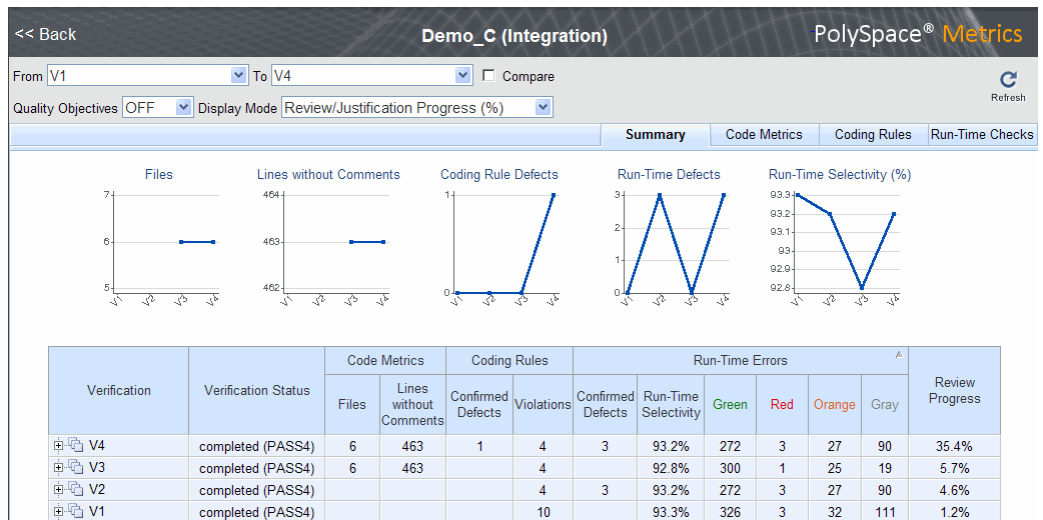 << Back Demo_C (Integration) PolySpace® Metrics
From V1 To V4 Compare
Refresh
Quality Objectives OFF Display Mode Review/Justification Progress (%)
Summary Code Metrics Coding Rules Run-Time Checks
Files
7
6
5
V1 V2 V3 V4
Lines without Comments
464
463
462
V1 V2 V3 V4
Coding Rule Defects
1
0
V1 V2 V3 V4
Run-Time Defects
3
2
1
0
V1 V2 V3 V4
Run-Time Selectivity (%)
93.3
93.2
93.1
93
92.9
92.8
V1 V2 V3 V4
Verification Verification Status Code Metrics Coding Rules Run-Time Errors Review Progress
Files Lines without Comments Confirmed Defects Violations Confirmed Defects Run-Time Selectivity Green Red Orange Gray
V4 completed (PASS4) 6 463 1 4 3 93.2% 272 3 27 90 35.4%
V3 completed (PASS4) 6 463 4 92.8% 300 1 25 19 5.7%
V2 completed (PASS4) 4 3 93.2% 272 3 27 90 4.6%
V1 completed (PASS4) 10 93.3% 326 3 32 111 1.2%